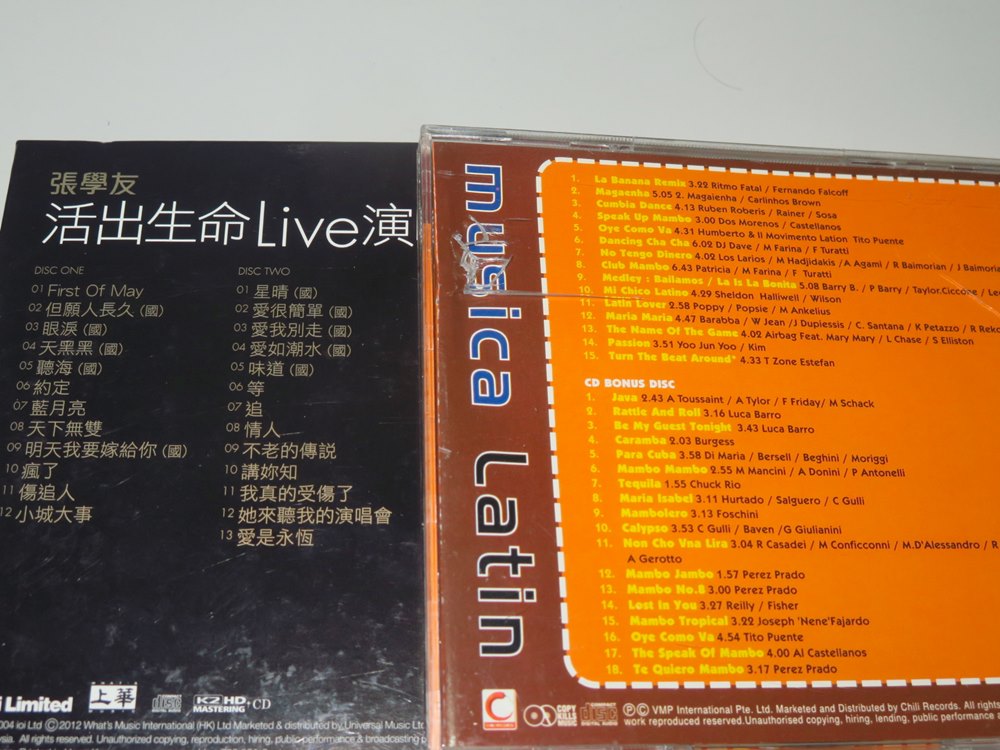 張學友
活出生命Live演
DISC ONE
01 First Of May
02 但願人長久 (國)
03 眼淚 (國)
04 天黑黑 (國)
05 聽海 (國)
06 約定
07 藍月亮
08 天下無雙
09 明天我要嫁給你 (國)
10 瘋了
11 傷追人
12 小城大事
DISC TWO
01 星晴 (國)
02 愛很簡單 (國)
03 愛我別走 (國)
04 愛如潮水 (國)
05 味道 (國)
06 等
07 追
08 情人
09 不老的傳説
10 講妳知
11 我真的受傷了
12 她來聽我的演唱會
13 愛是永恆
Limited
上華
K2 HD MASTERING + CD
2004 ioi Ltd Ⓒ2012 What's Music International (HK) Ltd Marketed & distributed by Universal Music Ltd
All rights reserved. Unauthorized copying, reproduction, hiring, public performance & broadcasting
musica Latin
1. La Banana Remix 3.22 Ritmo Fatal / Fernando Falcoff
2. Magaenha 5.05 2. Magaienha / Carlinhos Brown
3. Cumbia Dance 4.13 Ruben Roberis / Rainer / Sosa
4. Speak Up Mambo 3.00 Dos Morenos / Castellanos
5. Oye Como Va 4.31 Humberto & Il Movimento Lation Tito Puente
6. Dancing Cha Cha 6.02 DJ Dave / M Farina / F Turatti
7. No Tengo Dinero 4.02 Los Larios / M Hadjidakis /A Agami / R Baimorian / J Baimoria
8. Club Mambo 6.43 Patricia / M Farina / F Turatti
9. Medley : Bailamos / La Is La Bonita 5.08 Barry B. / P Barry / Taylor.Ciccone / Leo
10. Mi Chico Latino 4.29 Sheldon Halliwell / Wilson
11. Latin Lover 2.58 Poppy / Popsie / M Ankelius
12. Maria Maria 4.47 Barabba / W Jean / J Dupiessis / C. Santana / K Petazzo / R Reko
13. The Name Of The Game 4.02 Airbag Feat. Mary Mary / L Chase / S Elliston
14. Passion 3.51 Yoo Jun Yoo / Kim
15. Turn The Beat Around* 4.33 T Zone Estefan
CD BONUS DISC
1. Java 2.43 A Toussaint / A Tylor / F Friday/ M Schack
2. Rattle And Roll 3.16 Luca Barro
3. Be My Guest Tonight 3.43 Luca Barro
4. Caramba 2.03 Burgess
5. Para Cuba 3.58 Di Maria / Bersell / Beghini / Moriggi
6. Mambo Mambo 2.55 M Mancini / A Donini / P Antonelli
7. Tequila 1.55 Chuck Rio
8. Maria Isabel 3.11 Hurtado / Salguero / C Gulli
9. Mambolero 3.13 Foschini
10. Calypso 3.53 C Gulli / Baven /G Giulianini
11. Non Cho Vna Lira 3.04 R Casadei / M Conficconni / M.D'Alessandro / R
A Gerotto
12. Mambo Jambo 1.57 Perez Prado
13. Mambo No.8 3.00 Perez Prado
14. Lost In You 3.27 Reilly / Fisher
15. Mambo Tropical 3.22 Joseph 'Nene'Fajardo
16. Oye Como Va 4.54 Tito Puente
17. The Speak Of Mambo 4.00 Al Castellanos
18. Te Quiero Mambo 3.17 Perez Prado
COPY KILLS
ⓅⒸ VMP International Pte. Ltd. Marketed and Distributed by Chili Records. All
work reproduced reserved.Unauthorised copying, hiring, lending, public performance